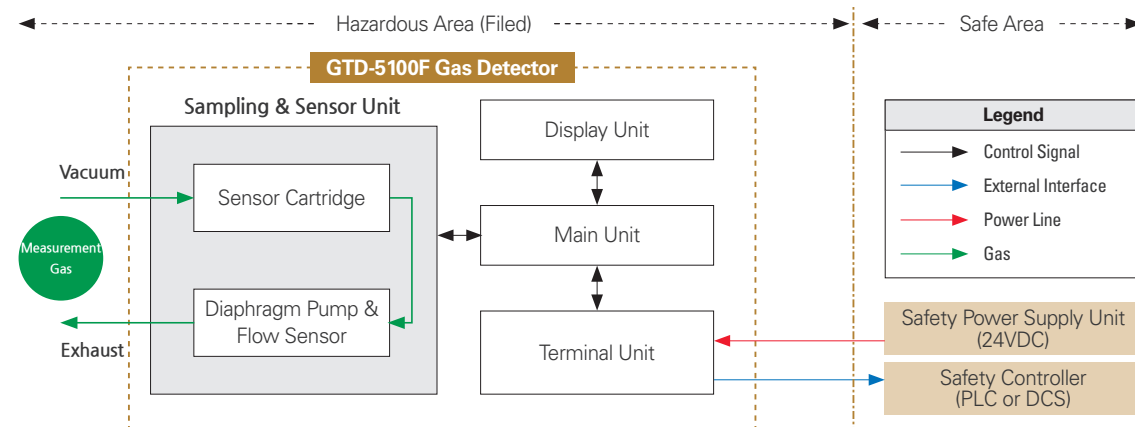 Hazardous Area (Filed)
Safe Area
GTD-5100F Gas Detector
Sampling & Sensor Unit
Vacuum
Measurement
Gas
Exhaust
Sensor Cartridge
Diaphragm Pump &
Flow Sensor
Display Unit
Main Unit
Terminal Unit
Legend
Control Signal
External Interface
Power Line
Gas
Safety Power Supply Unit
(24VDC)
Safety Controller
(PLC or DCS)